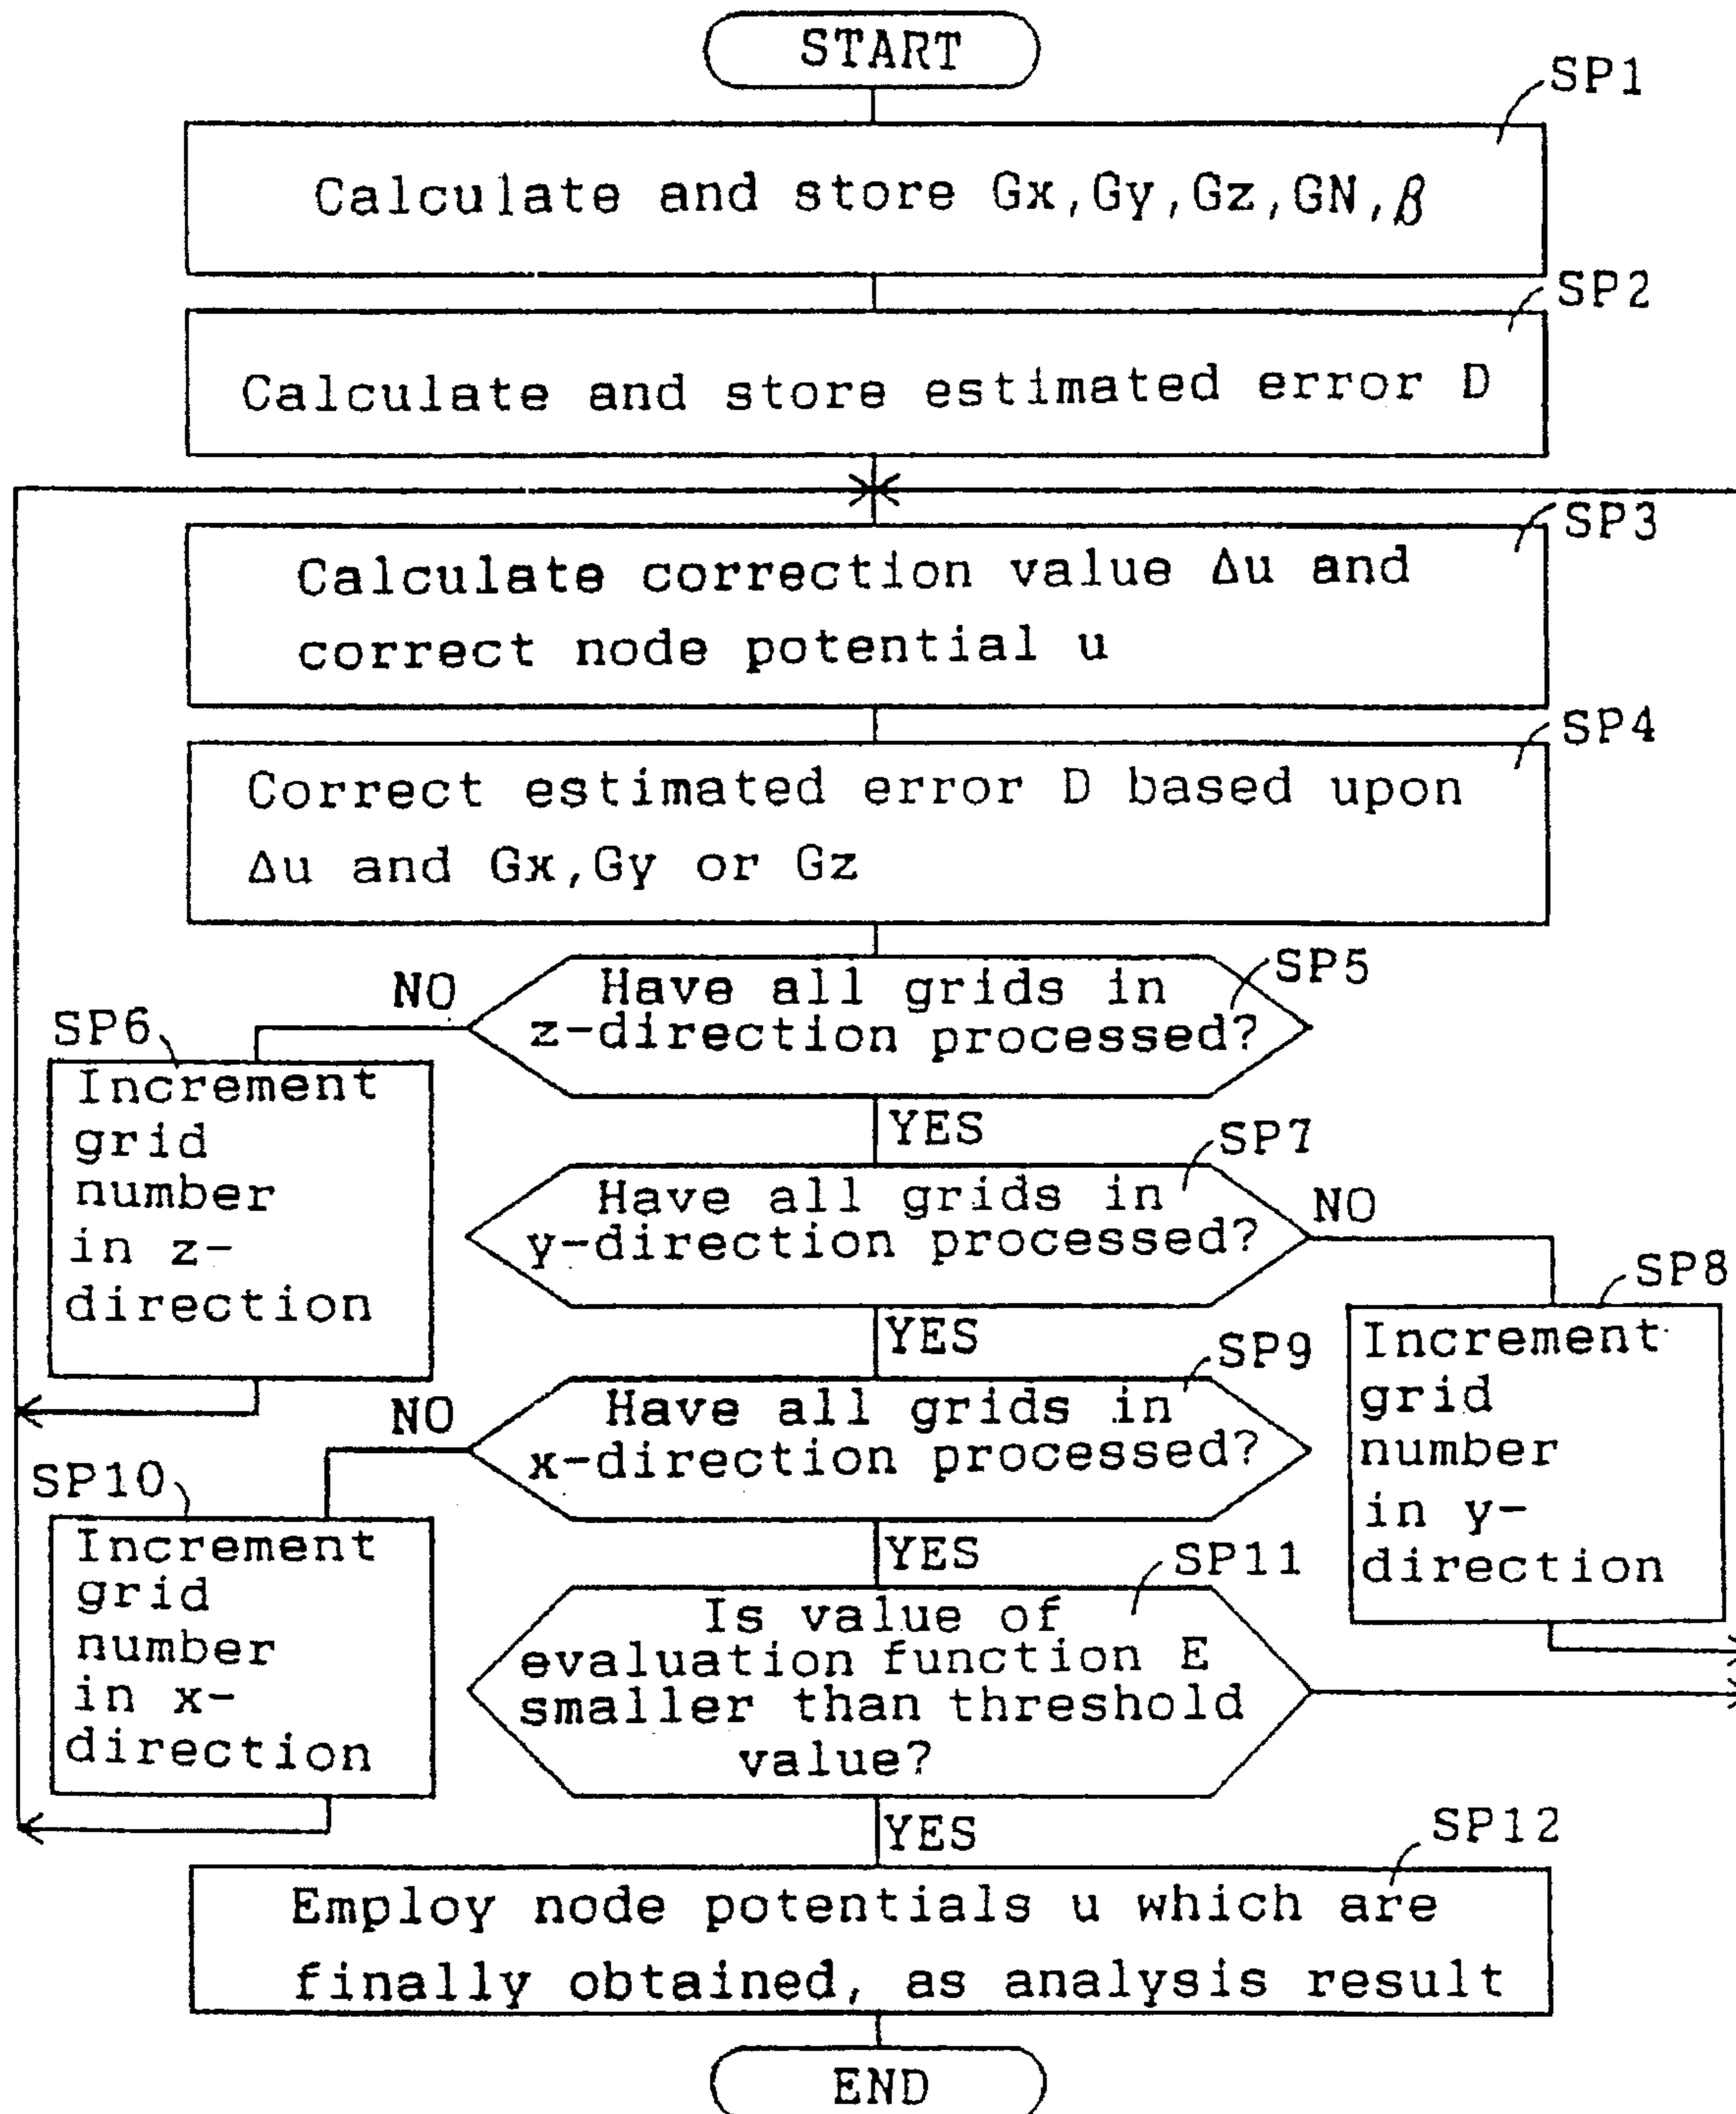 START
SP1
Calculate and store Gx,Gy,Gz,GN,β
SP2
Calculate and store estimated error D
SP3
Calculate correction value Δu and
correct node potential u
SP4
Correct estimated error D based upon
Δu and Gx,Gy or Gz
SP5
Have all grids in
z-direction processed?
NO
YES
SP6
Increment
grid
number
in z-
direction
SP7
Have all grids in
y-direction processed?
NO
YES
SP8
Increment
grid
number
in y-
direction
SP9
Have all grids in
x-direction processed?
NO
YES
SP10
Increment
grid
number
in x-
direction
SP11
Is value of
evaluation function E
smaller than threshold
value?
YES
SP12
Employ node potentials u which are
finally obtained, as analysis result
END